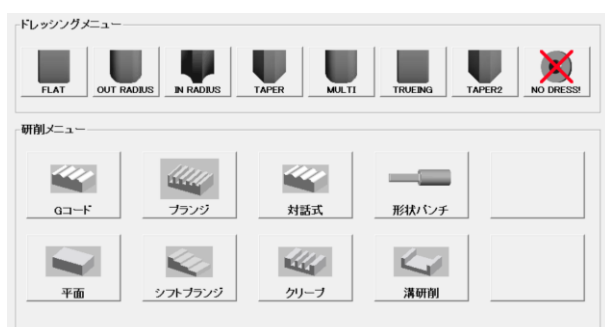 ドレッシングメニュー
FLAT OUT RADIUS IN RADIUS TAPER MULTI TRUEING TAPER2 NO DRESS!
研削メニュー
Gコード プランジ 対話式 形状パンチ
平面 シフトプランジ クリープ 溝研削